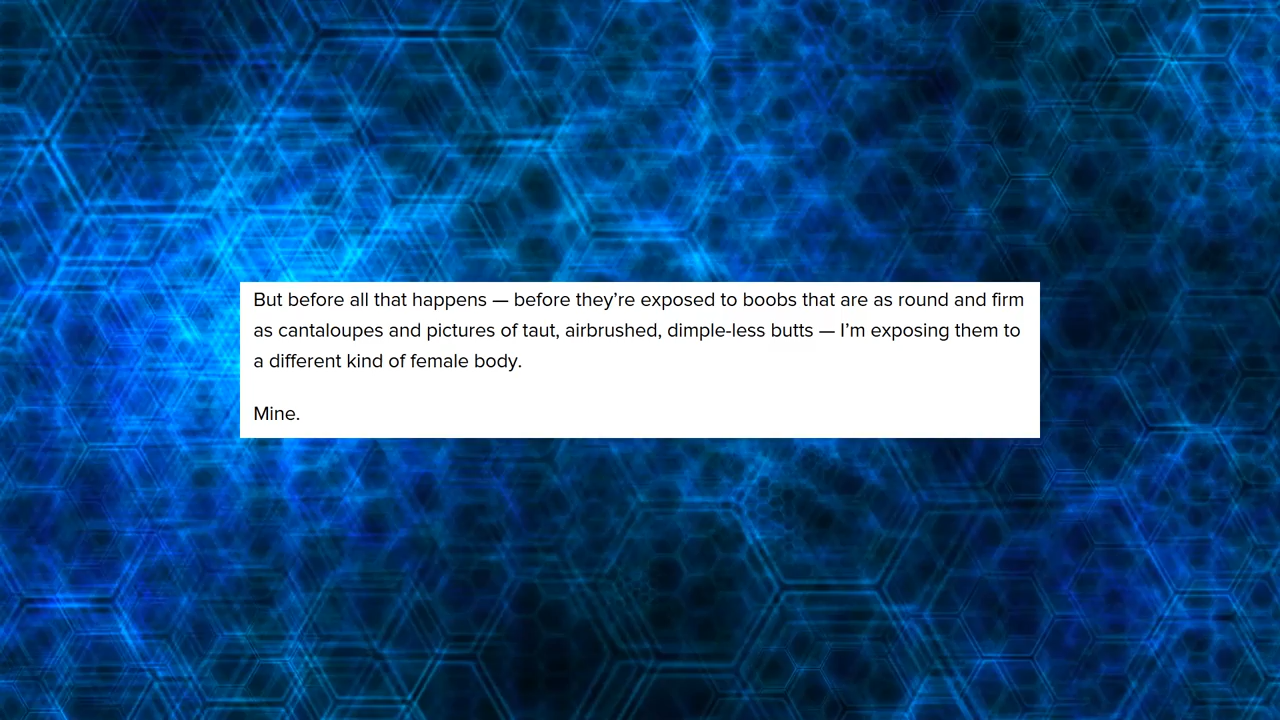 But before all that happens — before they’re exposed to boobs that are as round and firm
as cantaloupes and pictures of taut, airbrushed, dimple-less butts — I’m exposing them to
a different kind of female body.
Mine.